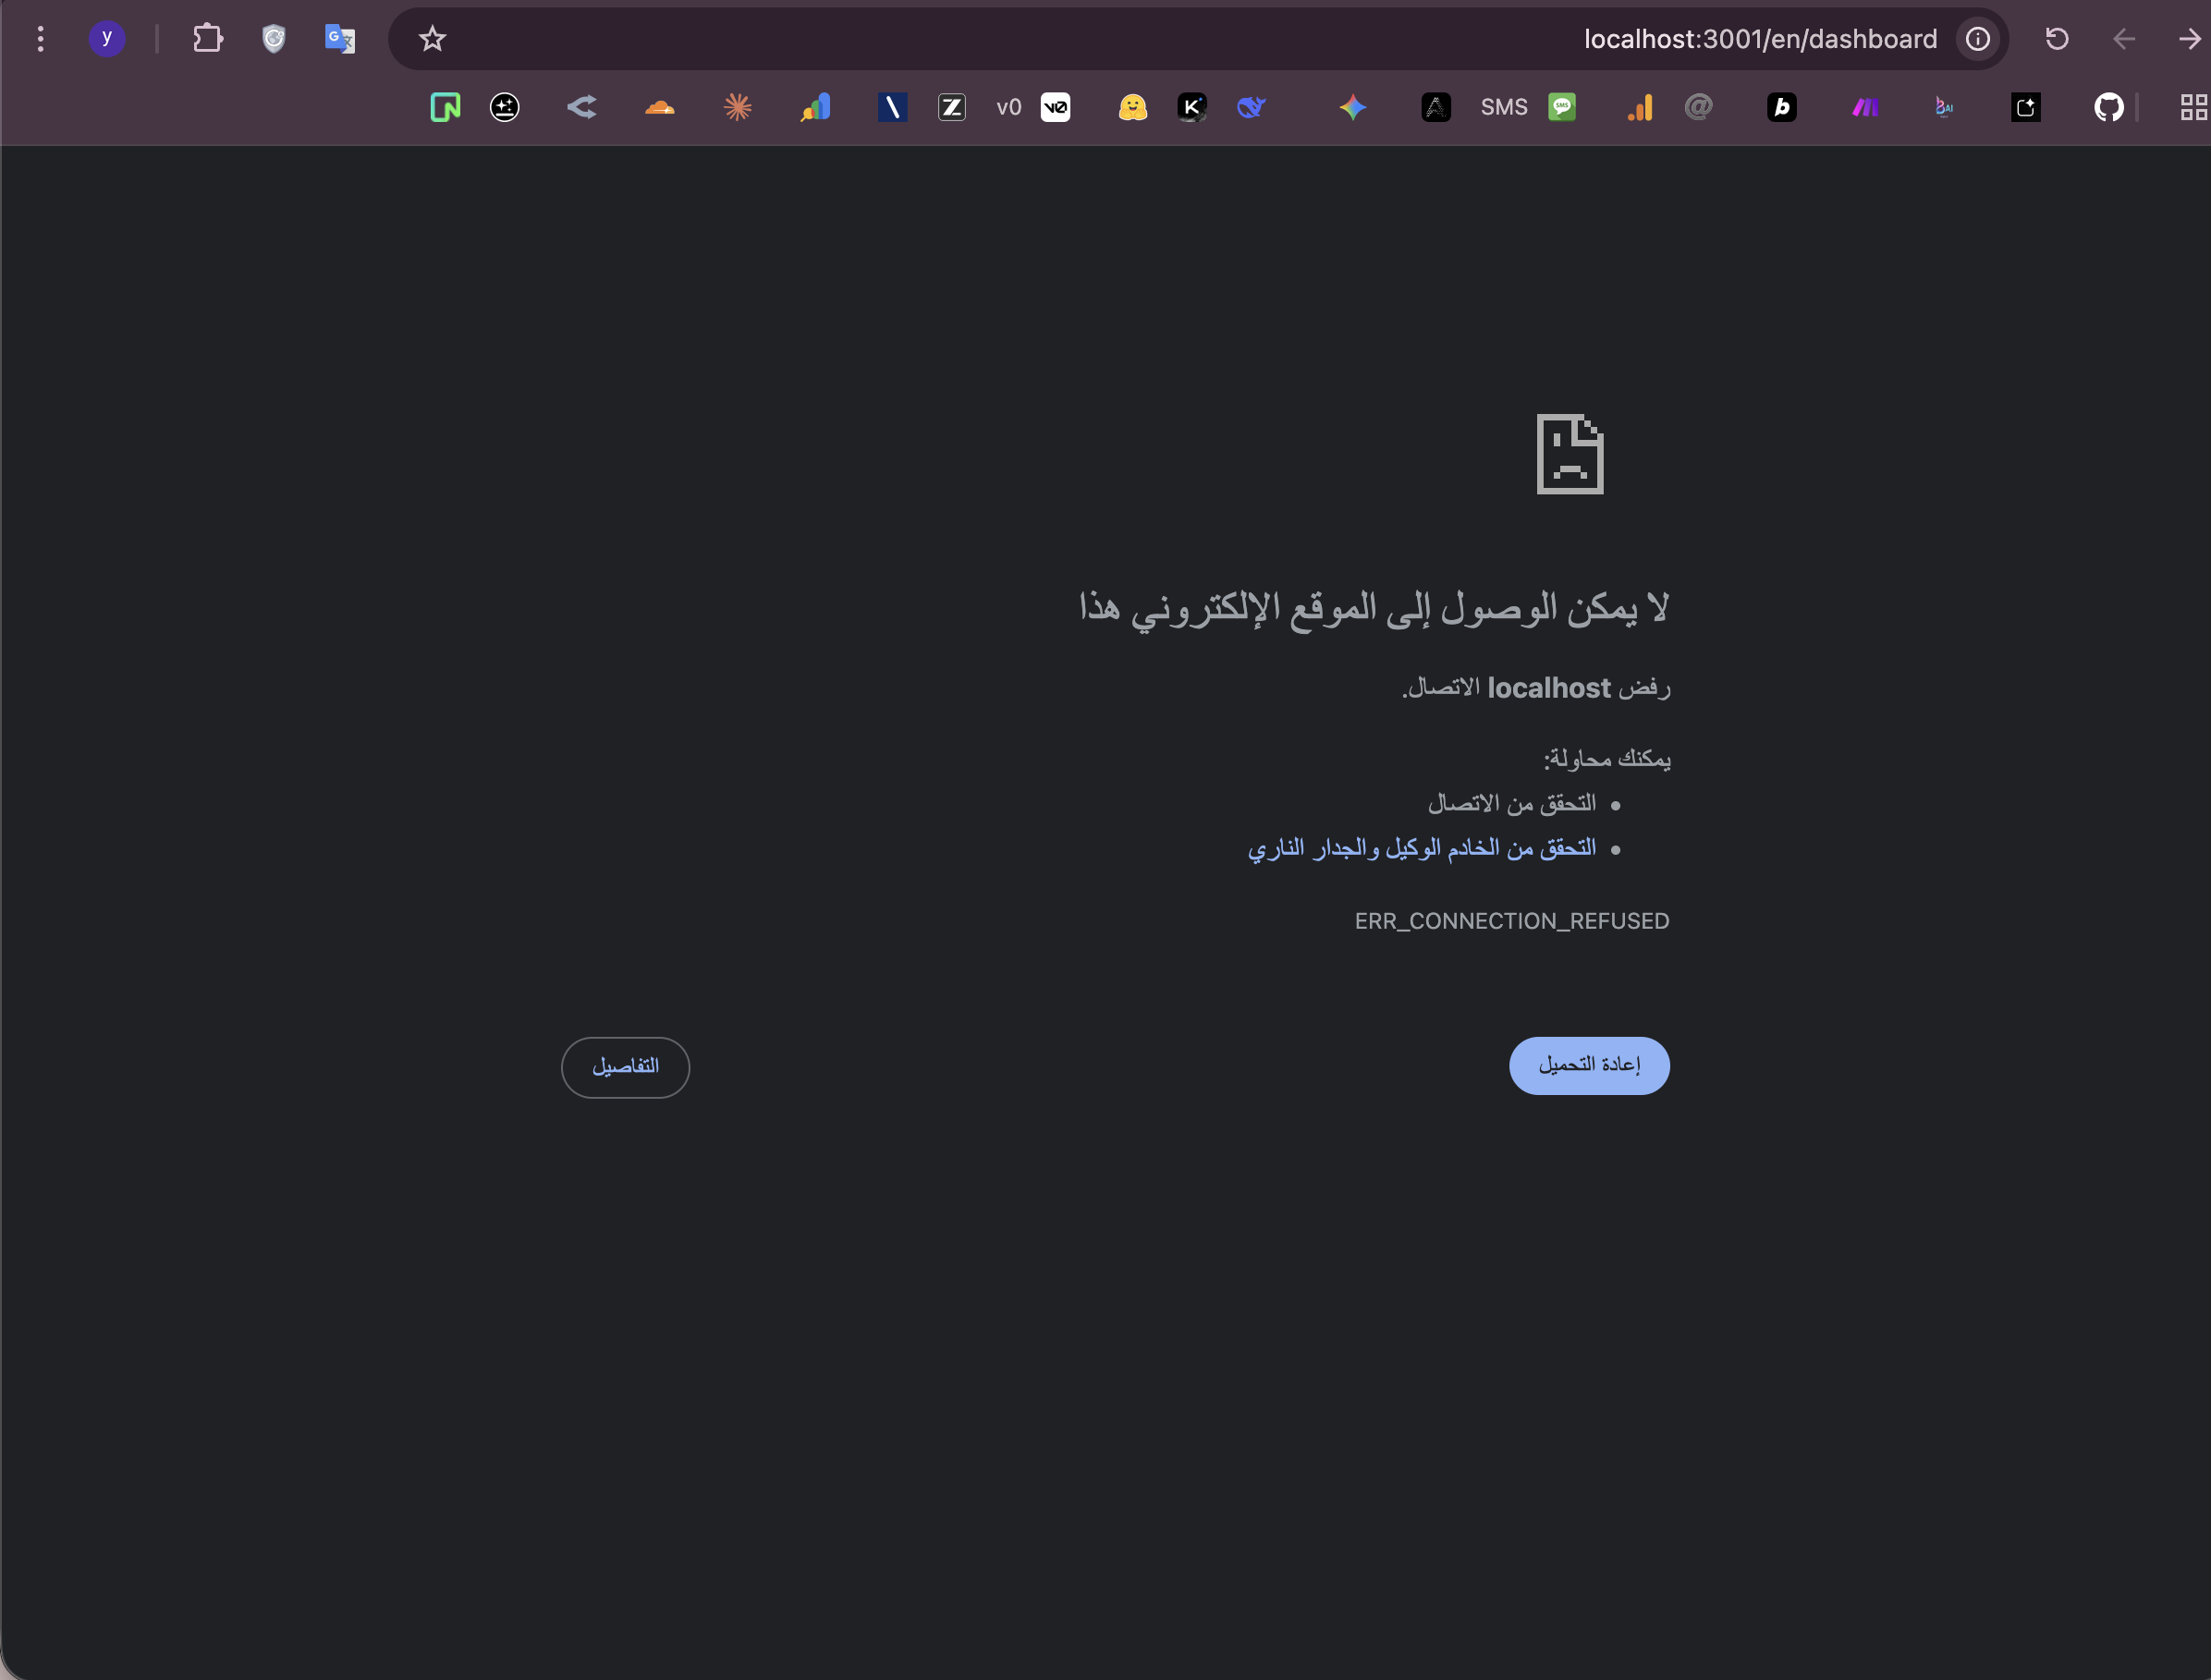 y
localhost:3001/en/dashboard
v0
SMS
لا يمكن الوصول إلى الموقع الإلكتروني هذا
رفض localhost الاتصال.
يمكنك محاولة:
التحقق من الاتصال
التحقق من الخادم الوكيل والجدار الناري
ERR_CONNECTION_REFUSED
إعادة التحميل
التفاصيل